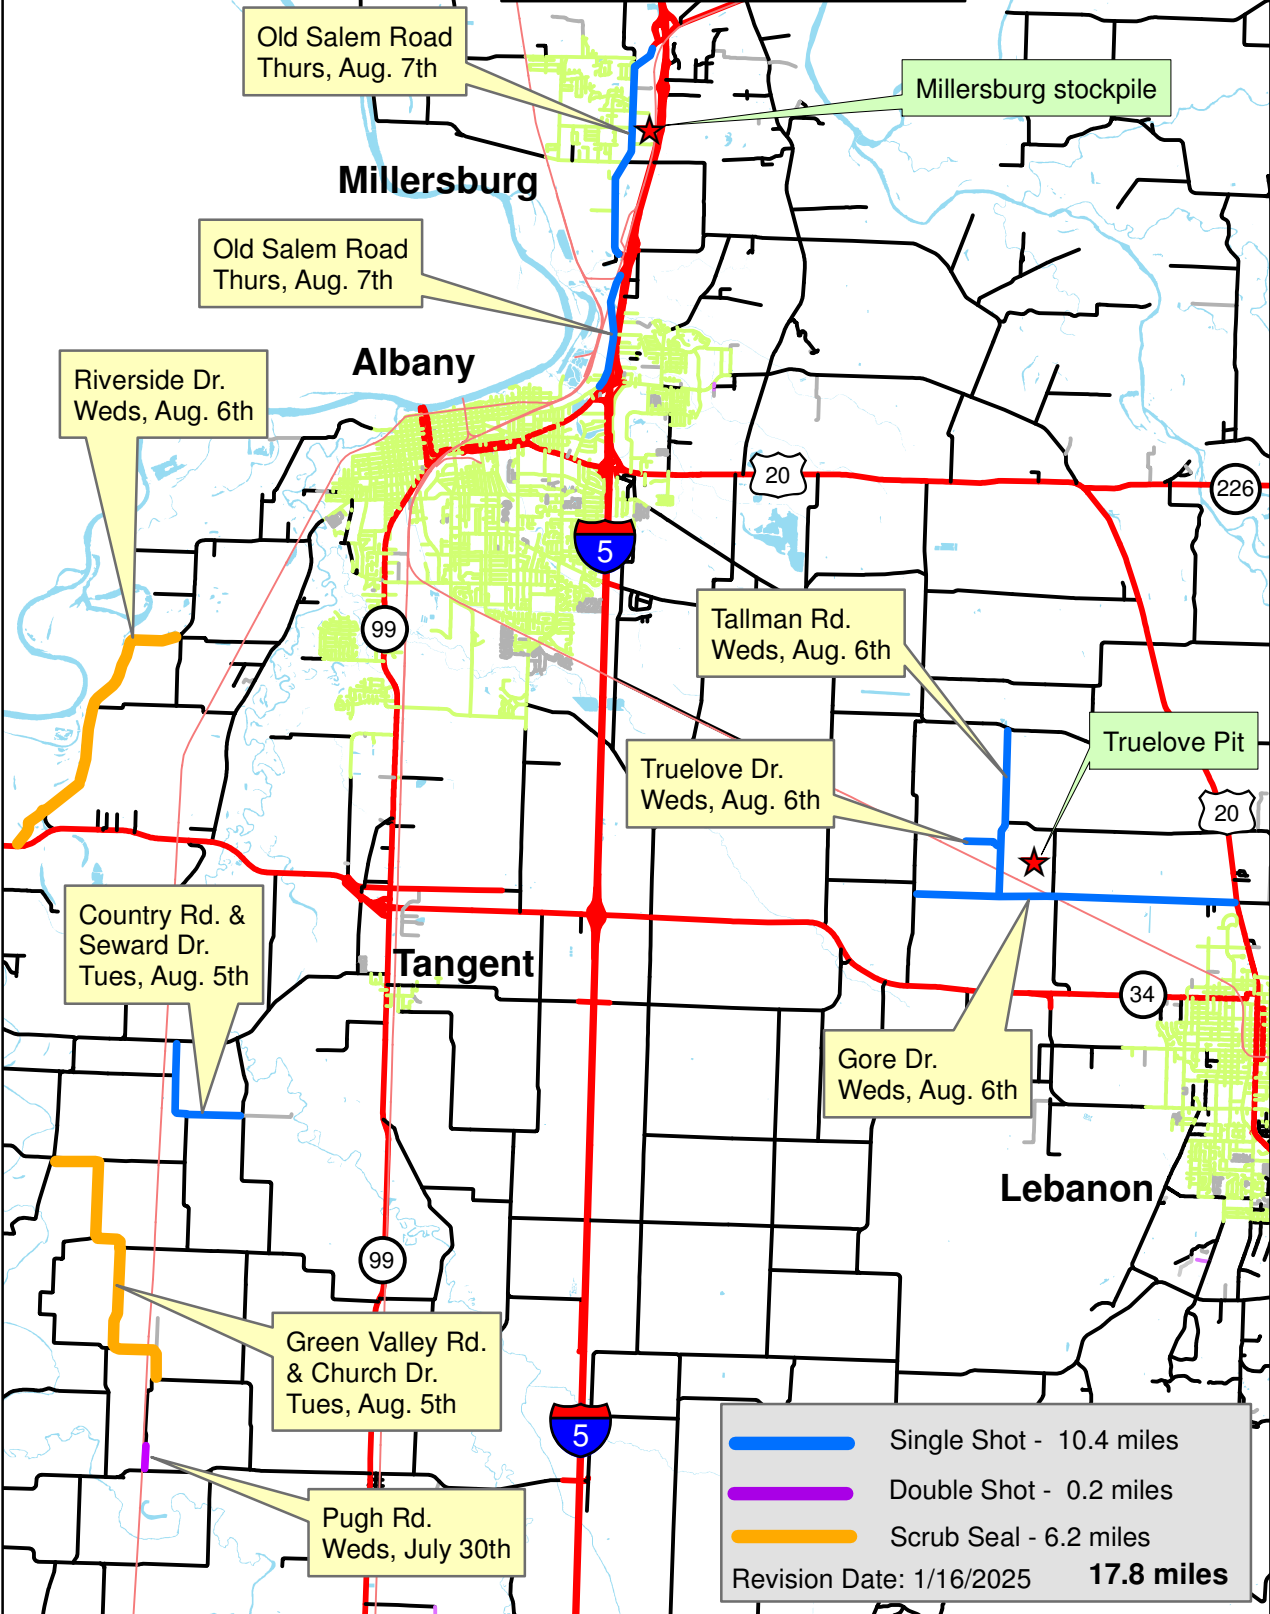 Old Salem Road
Thurs, Aug. 7th
Millersburg stockpile
Millersburg
Old Salem Road
Thurs, Aug. 7th
Albany
Riverside Dr.
Weds, Aug. 6th
20
226
5
99
Tallman Rd.
Weds, Aug. 6th
Truelove Pit
Truelove Dr.
Weds, Aug. 6th
20
Country Rd. &
Seward Dr.
Tues, Aug. 5th
Tangent
34
Gore Dr.
Weds, Aug. 6th
Lebanon
99
Green Valley Rd.
& Church Dr.
Tues, Aug. 5th
5
Single Shot - 10.4 miles
Double Shot - 0.2 miles
Scrub Seal - 6.2 miles
Revision Date: 1/16/2025 17.8 miles
Pugh Rd.
Weds, July 30th